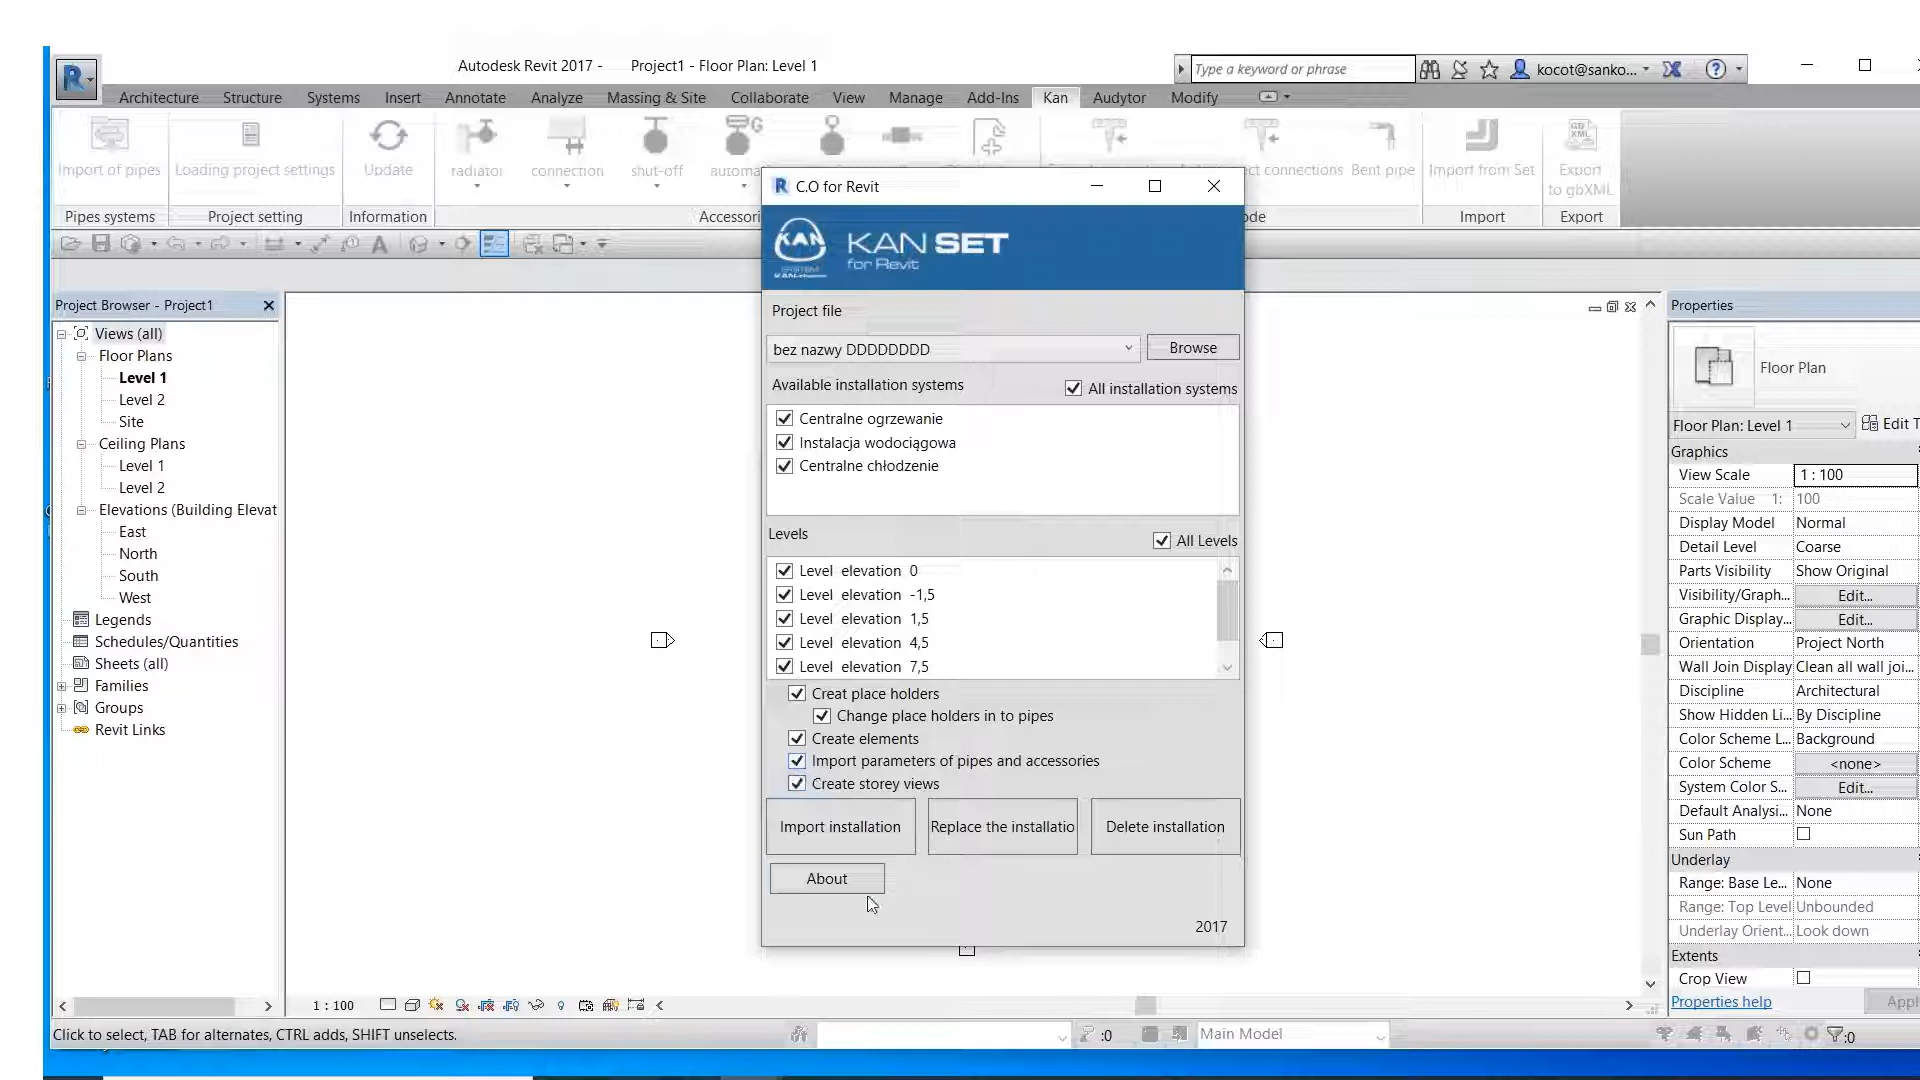 Autodesk Revit 2017 - Project1 - Floor Plan: Level 1
Type a keyword or phrase
kocot@sanko...
Architecture Structure Systems Insert Annotate Analyze Massing & Site Collaborate View Manage Add-Ins Kan Audytor Modify
Import of pipes
Loading project settings
Update
radiator
connection
shut-off
automa
ect connections
Bent pipe
Import from Set
Export
to gbXML
Pipes systems
Project setting
Information
Accessori
ode
Import
Export
C.O for Revit
KAN
SYSTEM
KAN SET
for Revit
Project file
bez nazwy DDDDDDDD
Browse
Available installation systems
All installation systems
Centralne ogrzewanie
Instalacja wodociągowa
Centralne chłodzenie
Levels
All Levels
Level elevation 0
Level elevation -1,5
Level elevation 1,5
Level elevation 4,5
Level elevation 7,5
Creat place holders
Change place holders in to pipes
Create elements
Import parameters of pipes and accessories
Create storey views
Import installation
Replace the installatio
Delete installation
About
2017
Project Browser - Project1
Views (all)
Floor Plans
Level 1
Level 2
Site
Ceiling Plans
Level 1
Level 2
Elevations (Building Elevat
East
North
South
West
Legends
Schedules/Quantities
Sheets (all)
Families
Groups
Revit Links
Properties
Floor Plan
Floor Plan: Level 1
Edit T
Graphics
View Scale 1 : 100
Scale Value 1: 100
Display Model Normal
Detail Level Coarse
Parts Visibility Show Original
Visibility/Graph... Edit...
Graphic Display... Edit...
Orientation Project North
Wall Join Display Clean all wall joi...
Discipline Architectural
Show Hidden Li... By Discipline
Color Scheme L... Background
Color Scheme <none>
System Color S... Edit...
Default Analysi... None
Sun Path
Underlay
Range: Base Le... None
Range: Top Level Unbounded
Underlay Orient... Look down
Extents
Crop View
Properties help
Appl
1 : 100
Click to select, TAB for alternates, CTRL adds, SHIFT unselects.
:0
Main Model
:0